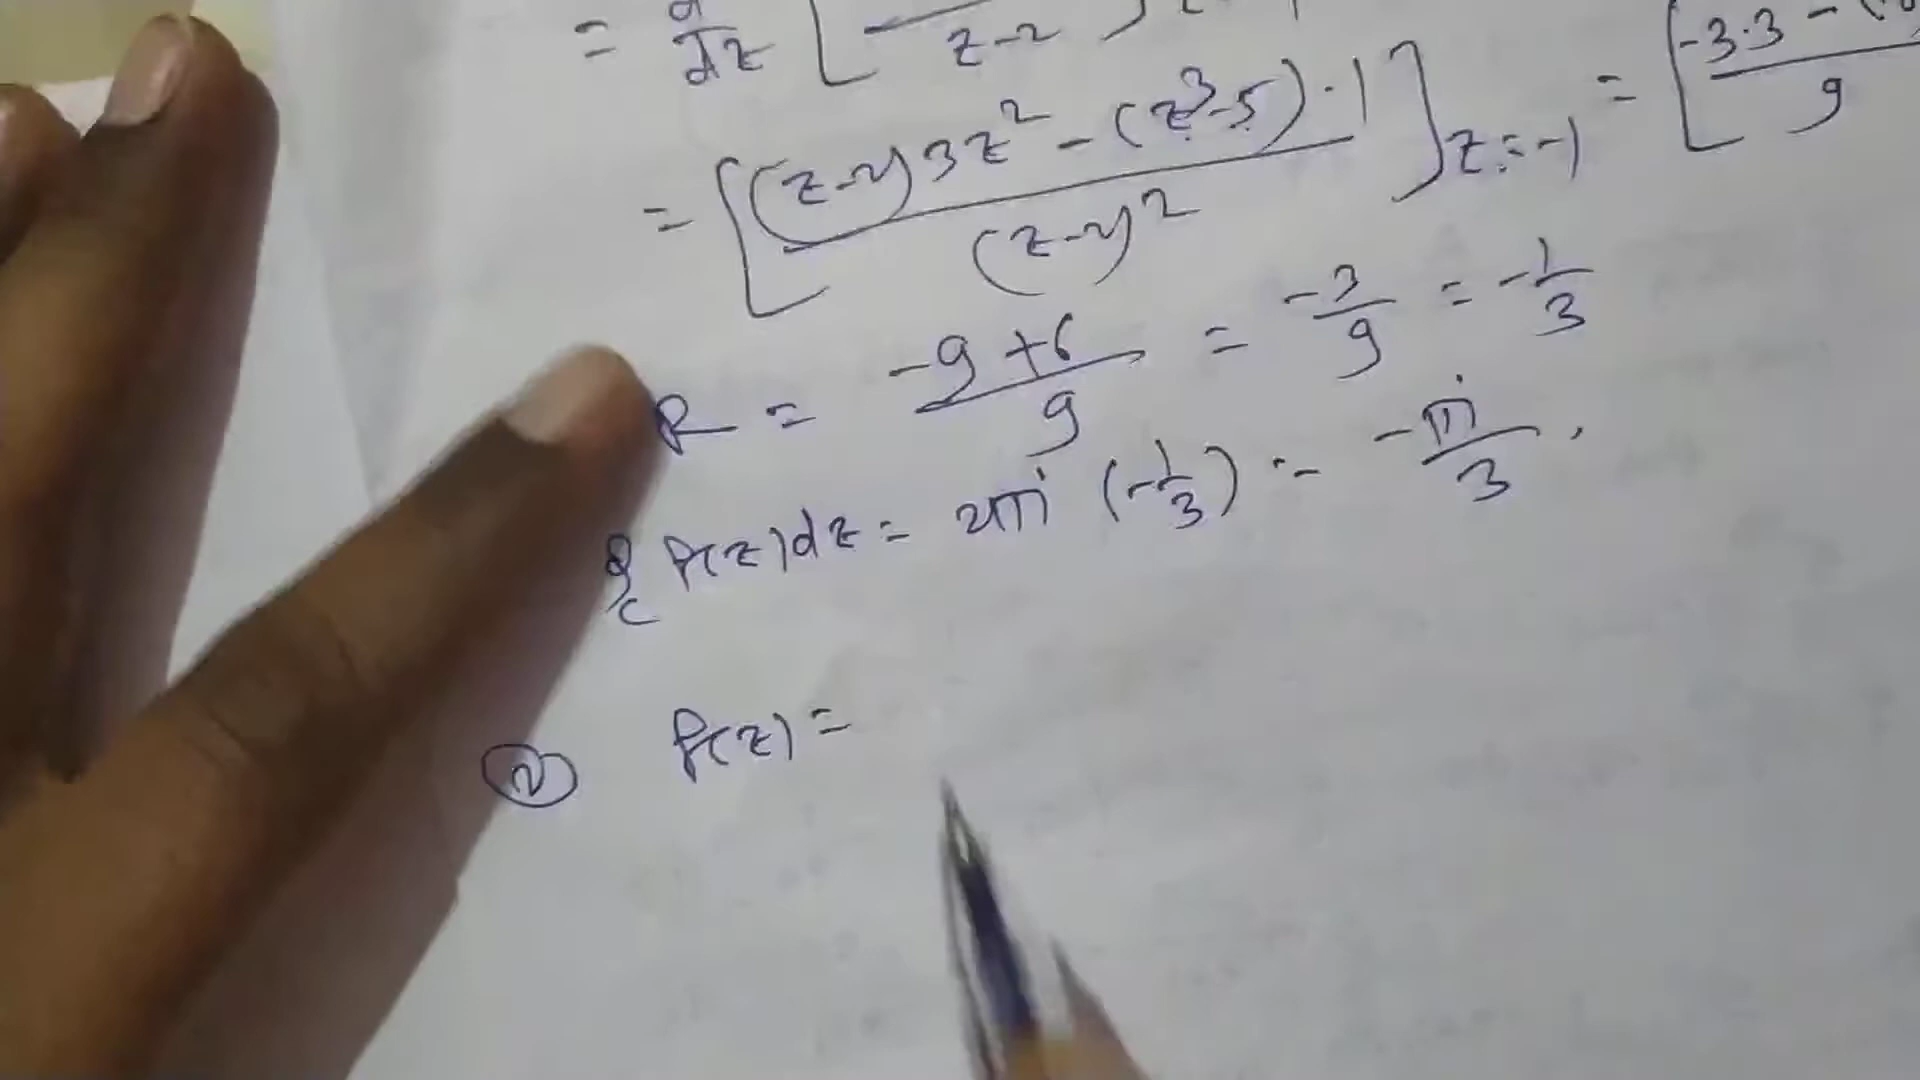 = d/dz [ / z-2 ]
= [ (z-2) 3z² - (z³-5)·1 / (z-2)² ] z=-1 = [ -3·3 - ( / 9
R = -9+6 / 9 = -3/9 = -1/3
∮c f(z)dz = 2πi (-1/3) = -πi/3.
② f(z) =